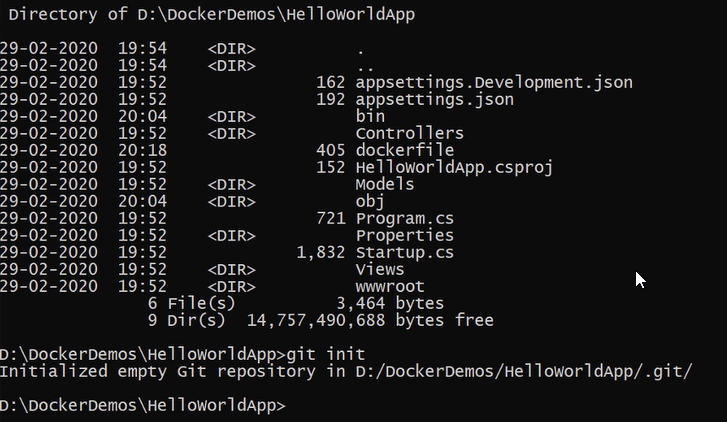 Directory of D:\DockerDemos\HelloWorldApp
29-02-2020  19:54    <DIR>          .
29-02-2020  19:54    <DIR>          ..
29-02-2020  19:52               162 appsettings.Development.json
29-02-2020  19:52               192 appsettings.json
29-02-2020  20:04    <DIR>          bin
29-02-2020  19:52    <DIR>          Controllers
29-02-2020  20:18               405 dockerfile
29-02-2020  19:52               152 HelloWorldApp.csproj
29-02-2020  19:52    <DIR>          Models
29-02-2020  20:04    <DIR>          obj
29-02-2020  19:52               721 Program.cs
29-02-2020  19:52    <DIR>          Properties
29-02-2020  19:52             1,832 Startup.cs
29-02-2020  19:52    <DIR>          Views
29-02-2020  19:52    <DIR>          wwwroot
6 File(s)          3,464 bytes
9 Dir(s)  14,757,490,688 bytes free
D:\DockerDemos\HelloWorldApp>git init
Initialized empty Git repository in D:/DockerDemos/HelloWorldApp/.git/
D:\DockerDemos\HelloWorldApp>